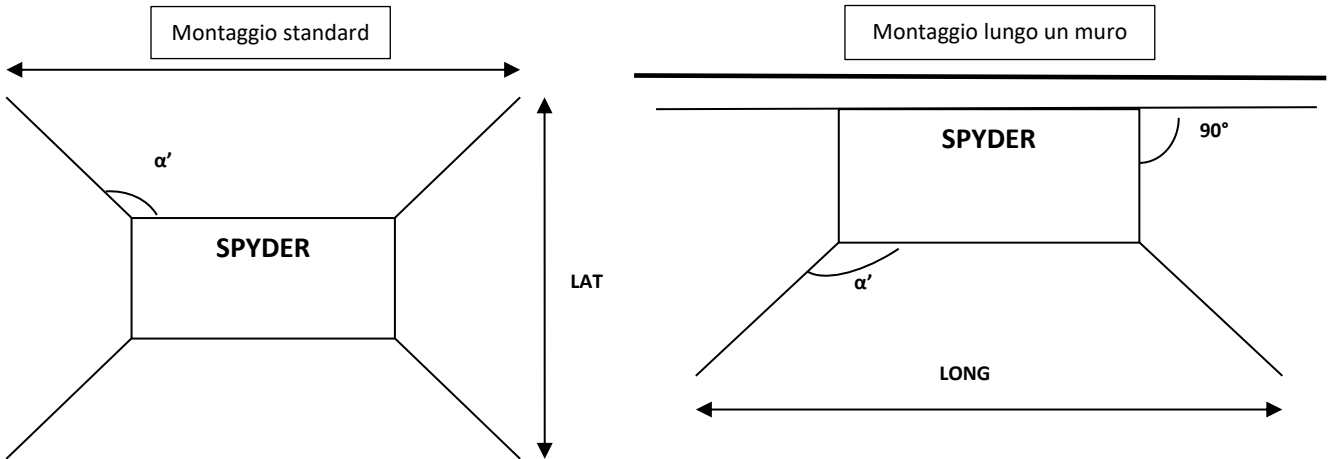 Montaggio standard
α’
SPYDER
LAT
Montaggio lungo un muro
SPYDER
90°
α’
LONG